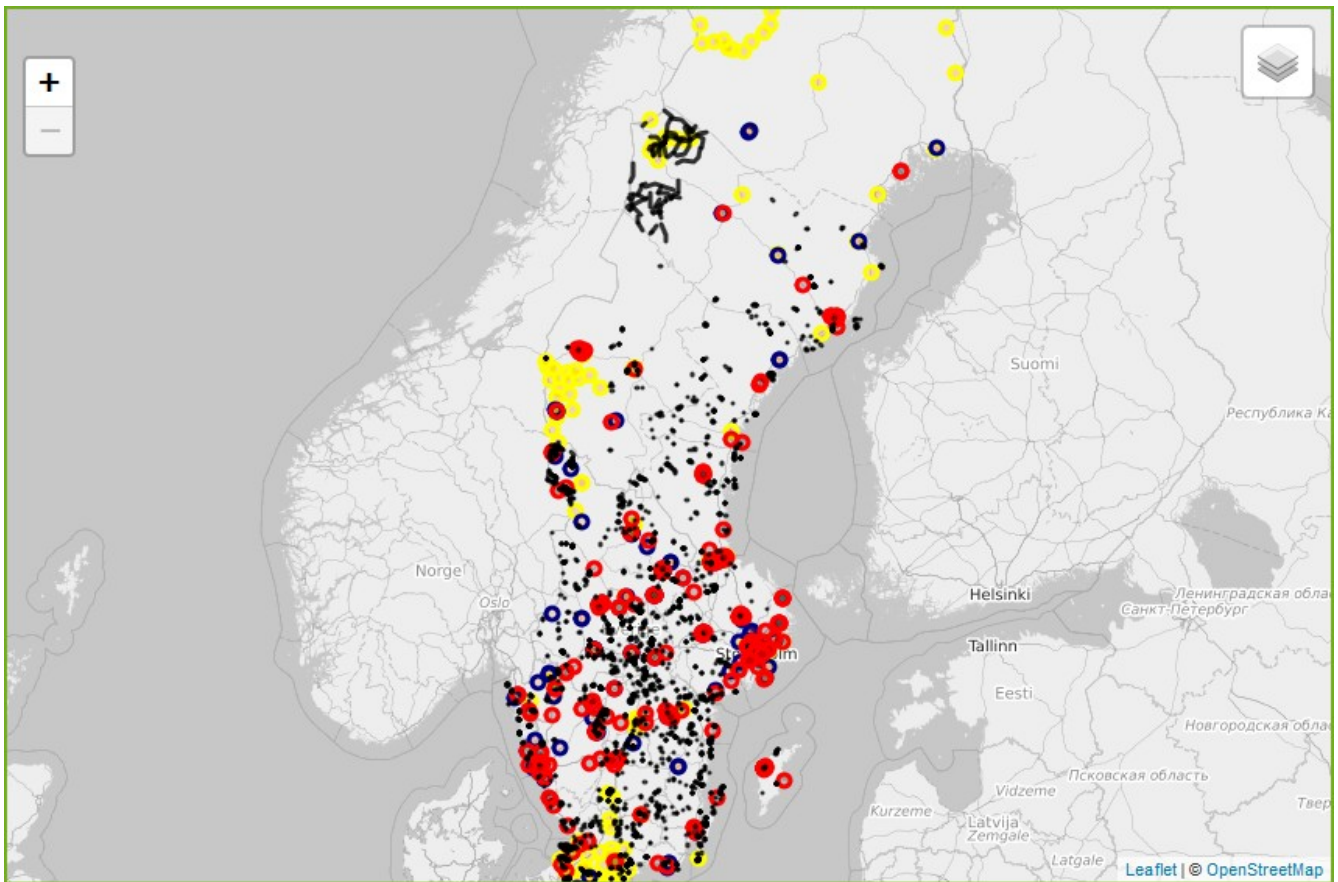 +
−
Suomi
Республика Ка
Norge
Oslo
Helsinki
Ленинградская обла
Санкт-Петербург
Tallinn
Eesti
Новгородская облас
Псковская область
Vidzeme
Kurzeme
Твер
Latvija
Zemgale
Latgale
Leaflet | © OpenStreetMap